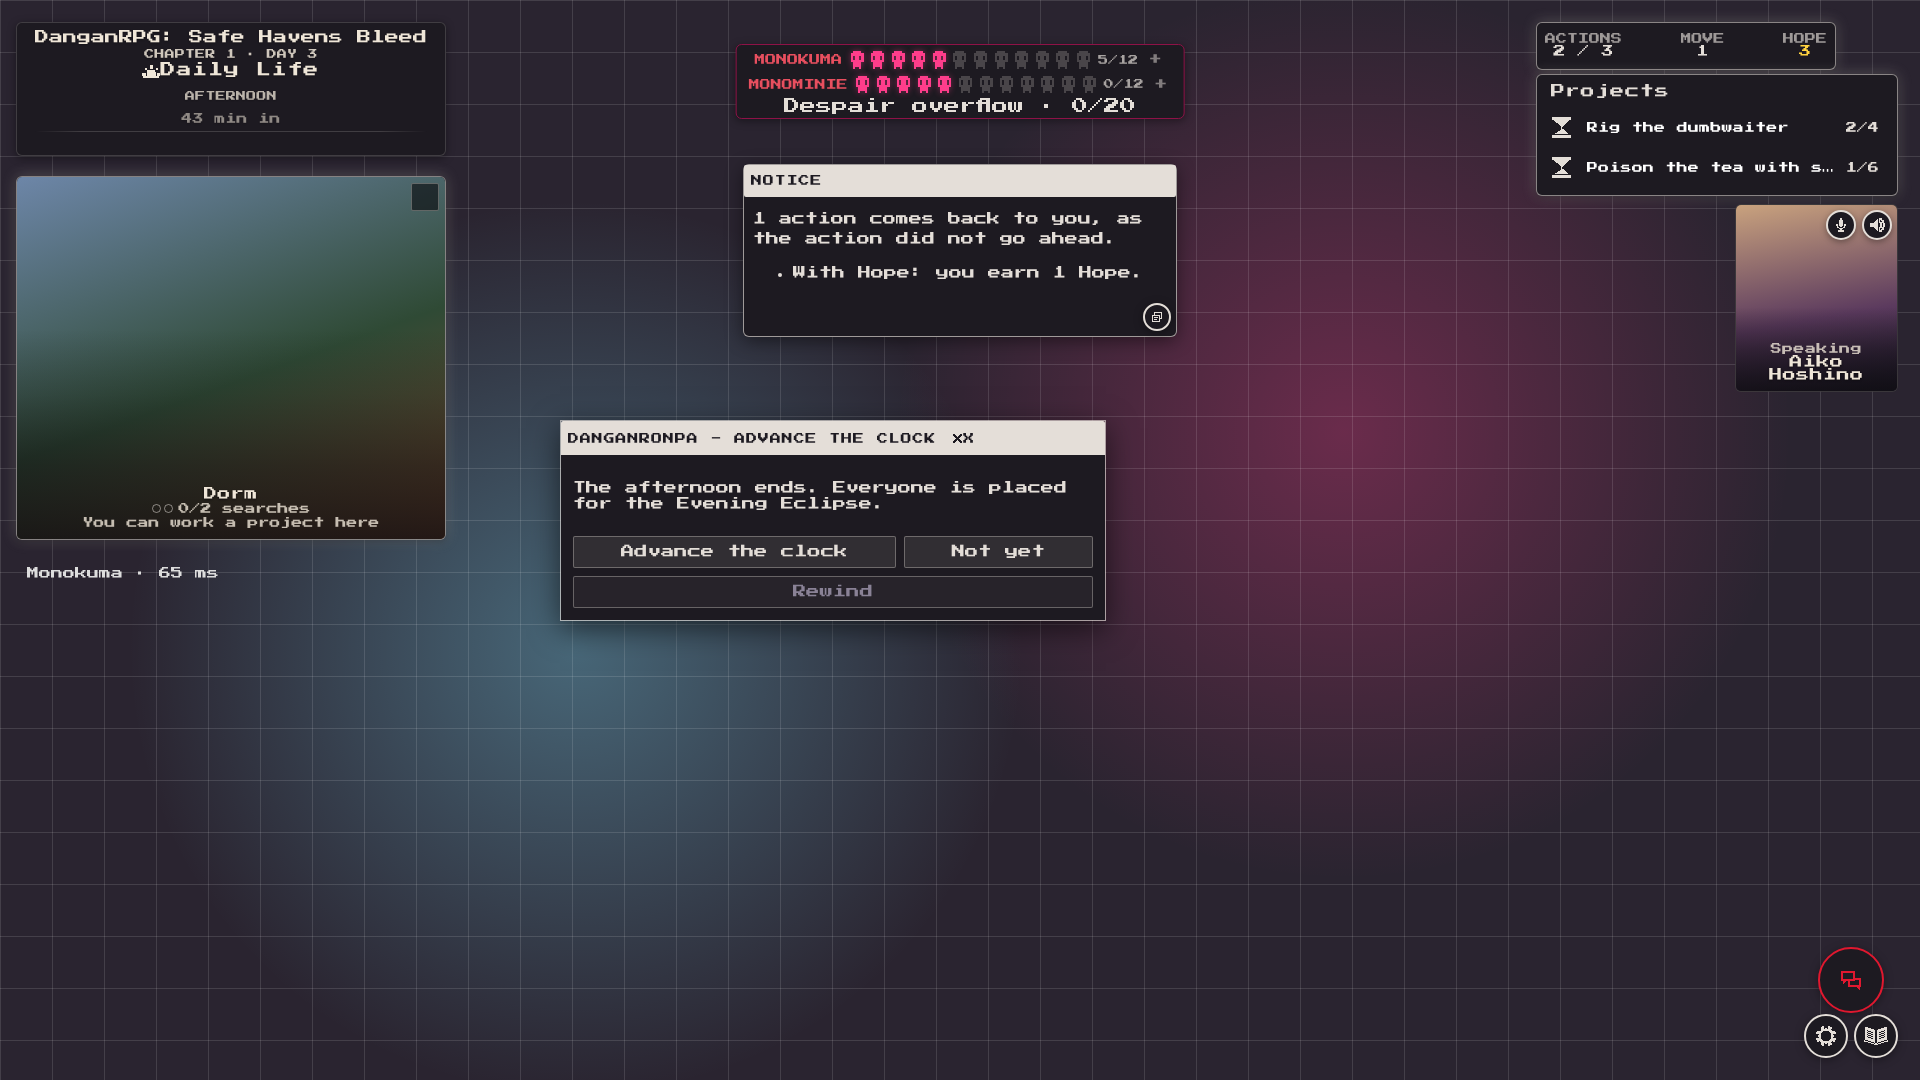 DanganRPG: Safe Havens Bleed
CHAPTER 1 · DAY 3
Daily Life
AFTERNOON
43 min in
MONOKUMA 5/12 +
MONOMINIE 0/12 +
Despair overflow · 0/20
ACTIONS MOVE HOPE
2 / 3 1 3
Projects
Rig the dumbwaiter 2/4
Poison the tea with s… 1/6
NOTICE
1 action comes back to you, as
the action did not go ahead.
• With Hope: you earn 1 Hope.
Speaking
Aiko
Hoshino
Dorm
○○ 0/2 searches
You can work a project here
Monokuma · 65 ms
DANGANRONPA – ADVANCE THE CLOCK xX
The afternoon ends. Everyone is placed
for the Evening Eclipse.
Advance the clock
Not yet
Rewind